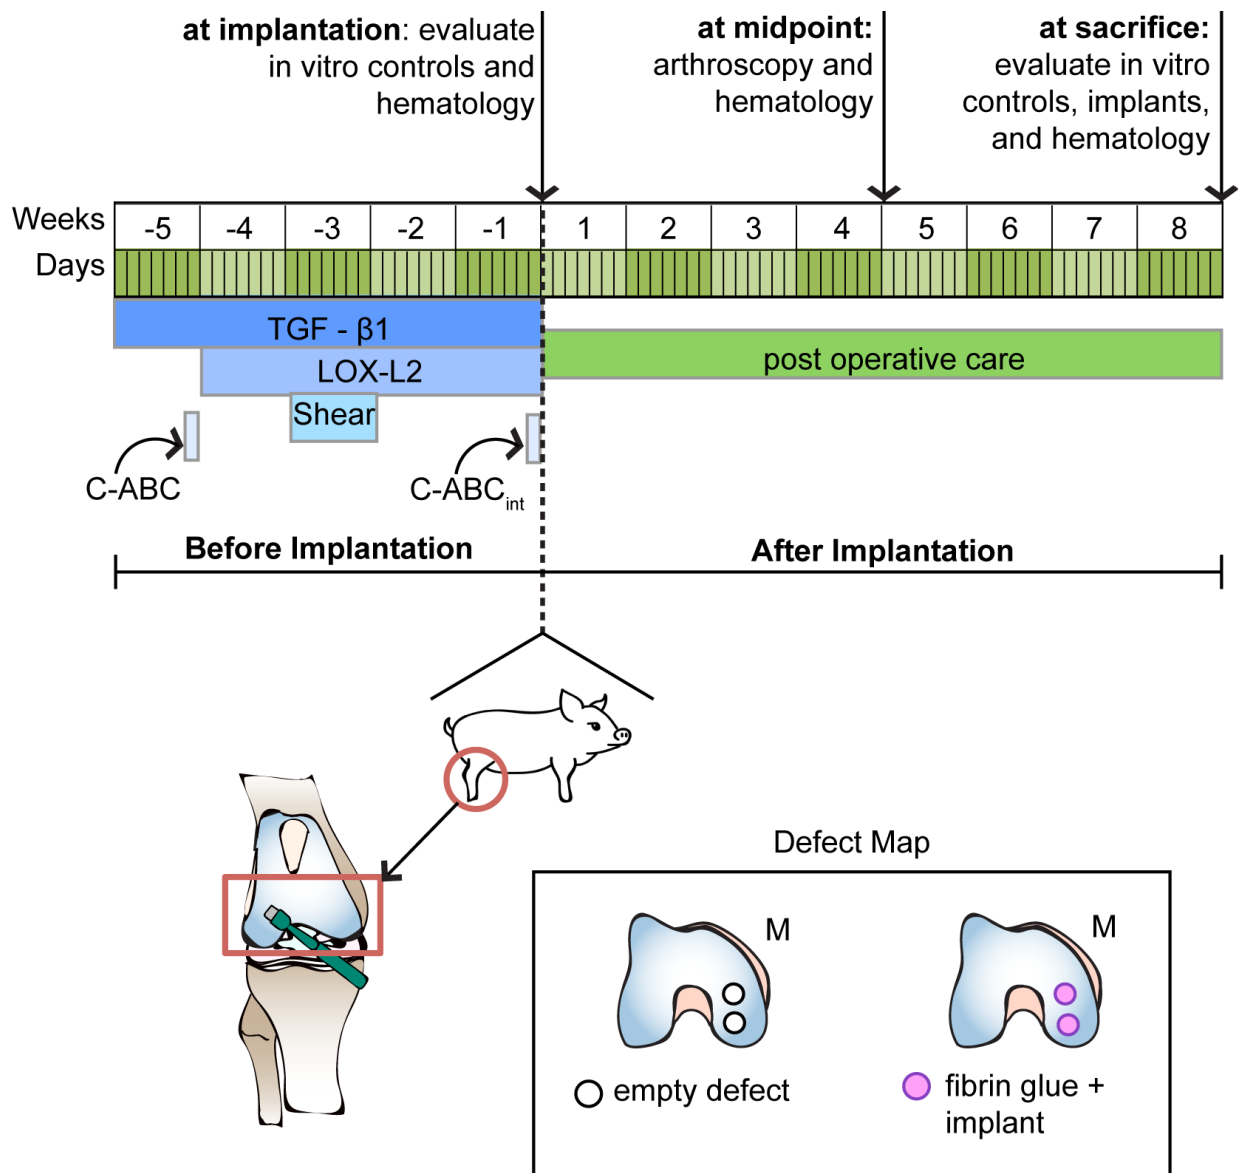 at implantation: evaluate
in vitro controls and
hematology
at midpoint:
arthroscopy and
hematology
at sacrifice:
evaluate in vitro
controls, implants,
and hematology
Weeks -5 -4 -3 -2 -1 1 2 3 4 5 6 7 8
Days
TGF - β1
LOX-L2
post operative care
Shear
C-ABC
C-ABCint
Before Implantation
After Implantation
Defect Map
M
M
empty defect
fibrin glue +
implant